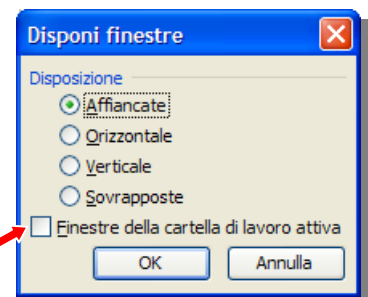 Disponi finestre
Disposizione
Affiancate
Orizzontale
Verticale
Sovrapposte
Finestre della cartella di lavoro attiva
OK Annulla